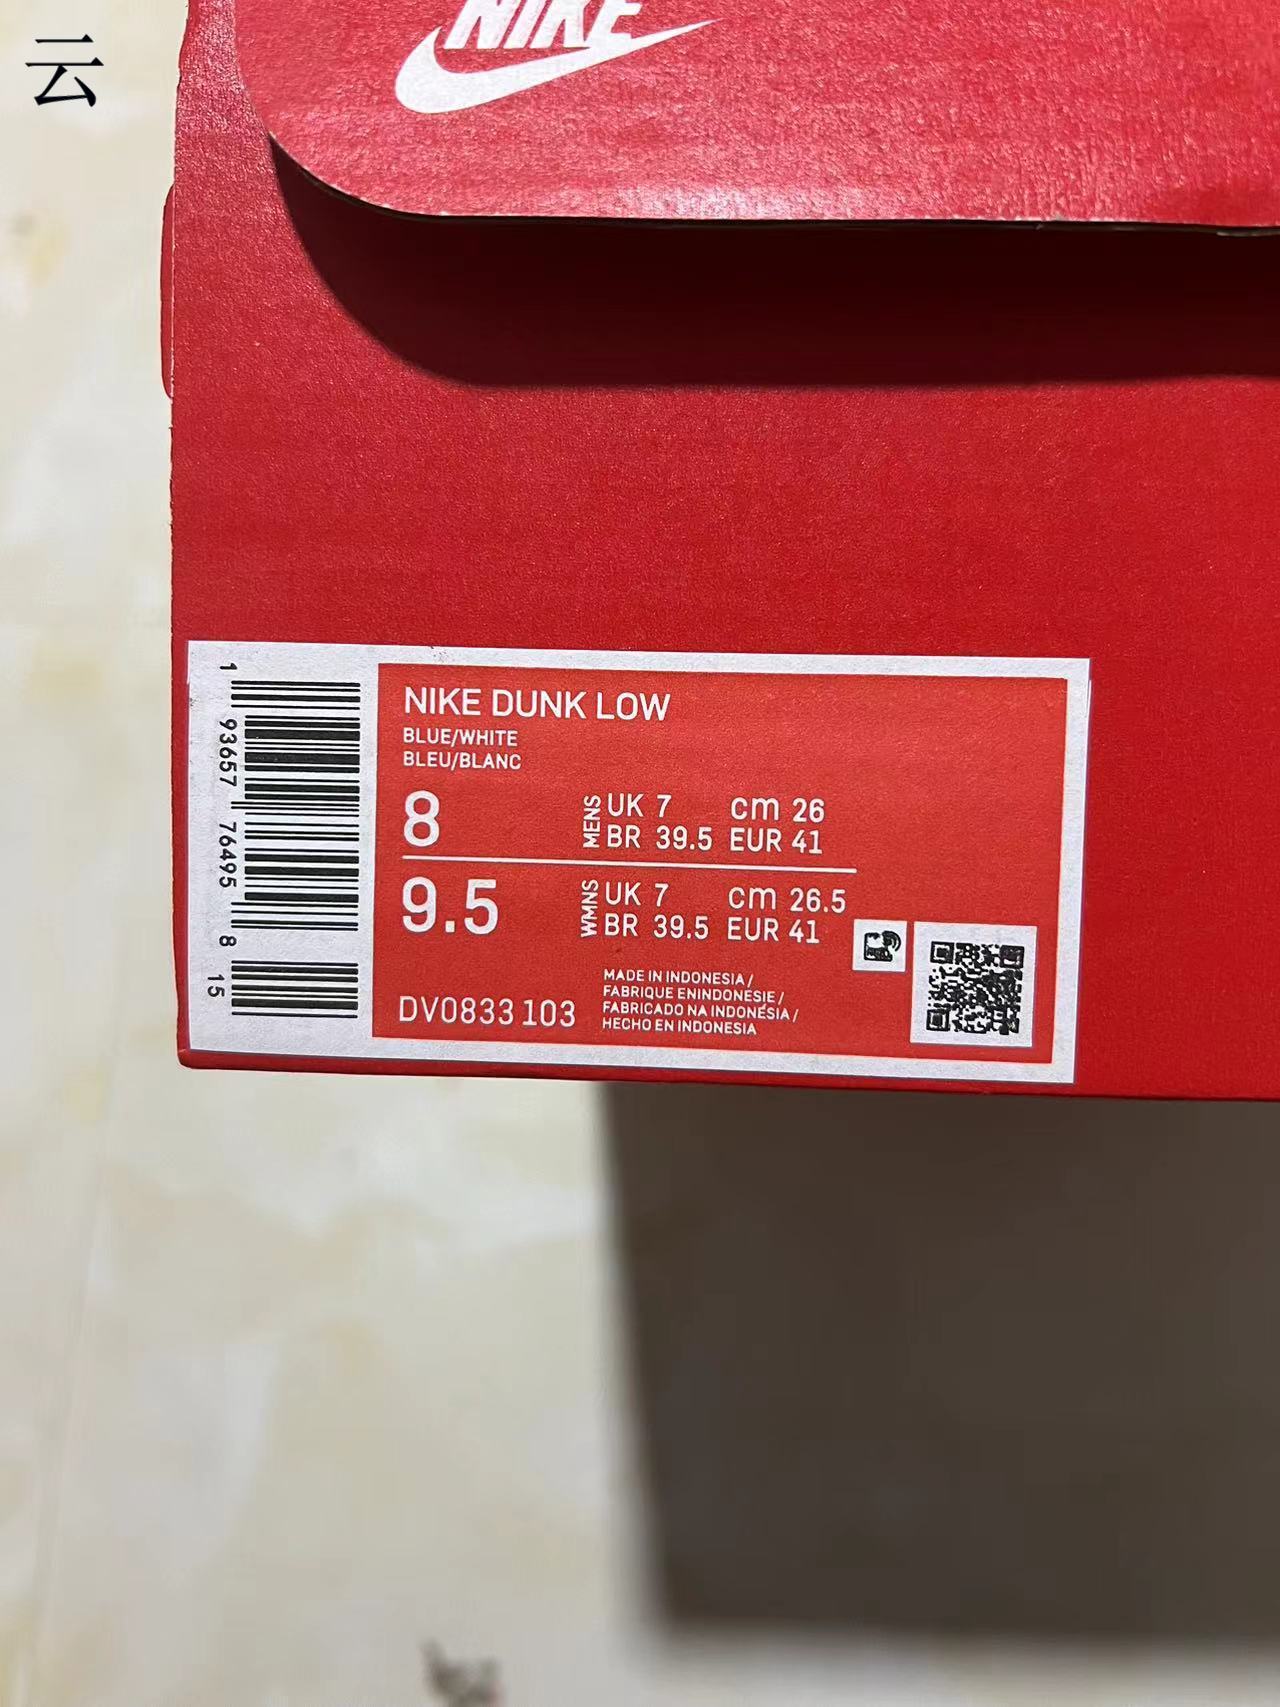 云
NIKE
NIKE DUNK LOW
BLUE/WHITE
BLEU/BLANC
8 MENS UK 7 cm 26
BR 39.5 EUR 41
9.5 WMNS UK 7 cm 26.5
BR 39.5 EUR 41
DV0833 103
MADE IN INDONESIA /
FABRIQUE ENINDONESIE /
FABRICADO NA INDONÉSIA /
HECHO EN INDONESIA
1 93657 76495 8 15